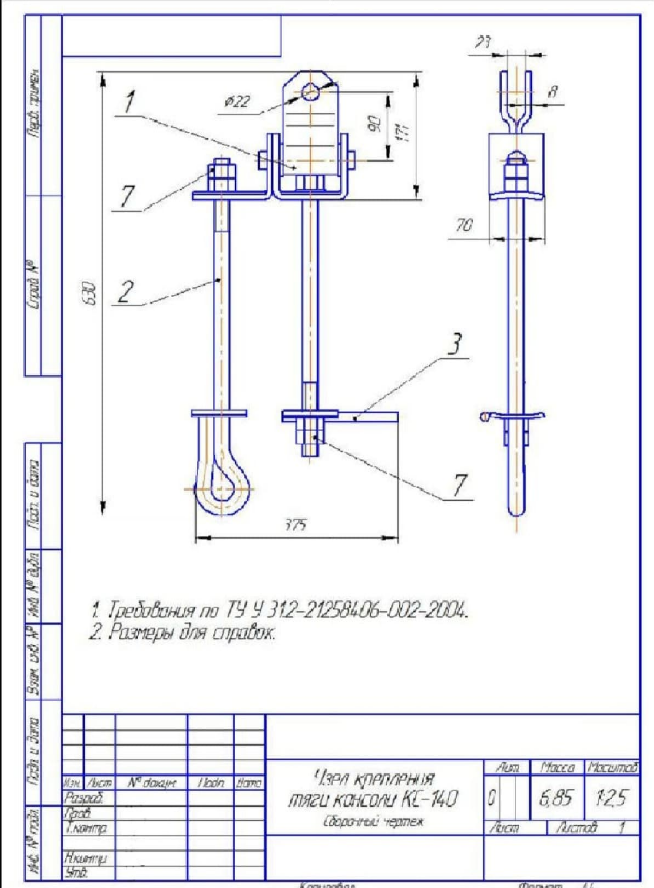 Перв. примен.
Справ. №
Подп. и дата
Инв. № дубл.
Взам. инв. №
Подп. и дата
Инв. № подл.
23
8
1
⌀22
90
171
7
70
630
2
3
7
375
1. Требования по ТУ У 31.2-21258406-002-2004.
2. Размеры для справок.
Изм. Лист № докум. Подп. Дата
Разраб.
Пров.
Т.контр.
Н.контр.
Утв.
Узел крепления
тяги консоли КС-140
Сборочный чертеж
Лит. Масса Масштаб
0 6,85 1:2,5
Лист Листов 1
Копировал Формат А4